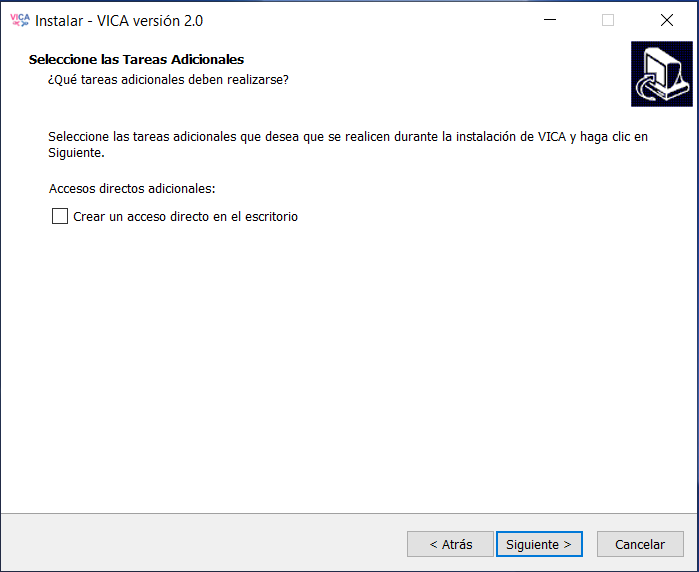 VICA Instalar - VICA versión 2.0
Seleccione las Tareas Adicionales
¿Qué tareas adicionales deben realizarse?
Seleccione las tareas adicionales que desea que se realicen durante la instalación de VICA y haga clic en
Siguiente.
Accesos directos adicionales:
Crear un acceso directo en el escritorio
< Atrás Siguiente > Cancelar